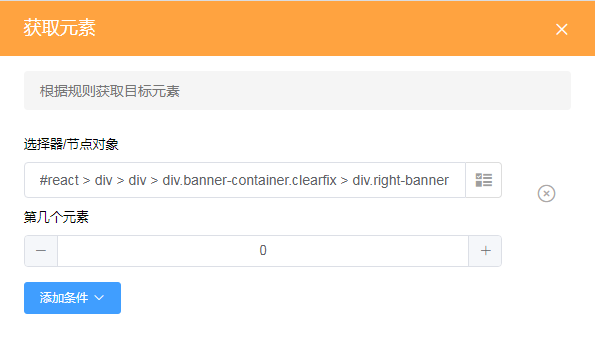 获取元素
根据规则获取目标元素
选择器/节点对象
#react > div > div > div.banner-container.clearfix > div.right-banner
第几个元素
0
添加条件